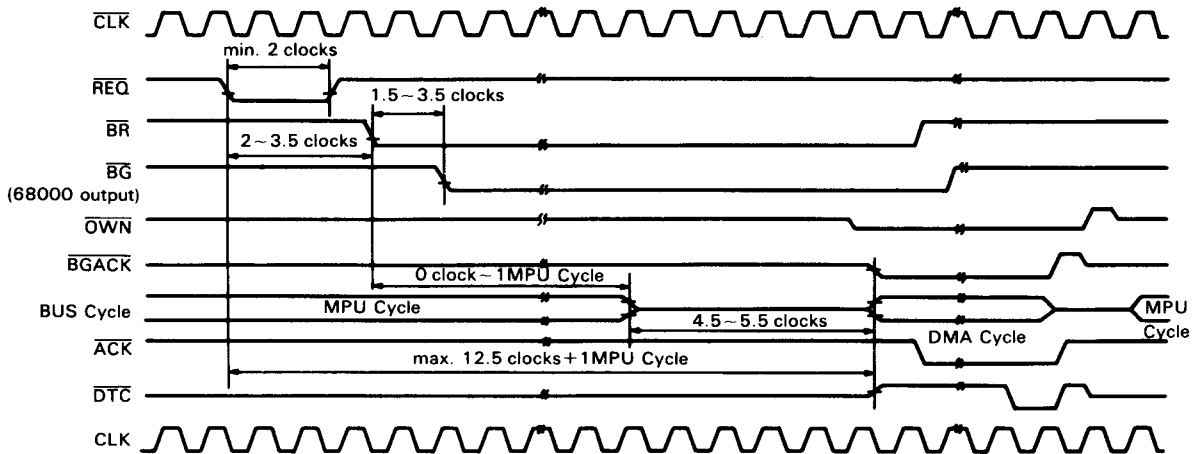 CLK
min. 2 clocks
REQ
1.5~3.5 clocks
BR
2~3.5 clocks
BG
(68000 output)
OWN
BGACK
0 clock~1MPU Cycle
BUS Cycle
MPU Cycle
MPU
Cycle
4.5~5.5 clocks
DMA Cycle
ACK
max. 12.5 clocks+1MPU Cycle
DTC
CLK